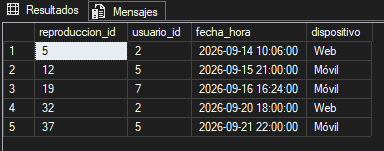 Resultados Mensajes
reproduccion_id usuario_id fecha_hora dispositivo
1 5 2 2026-09-14 10:06:00 Web
2 12 5 2026-09-15 21:00:00 Móvil
3 19 7 2026-09-16 16:24:00 Móvil
4 32 2 2026-09-20 18:00:00 Web
5 37 5 2026-09-21 22:00:00 Móvil